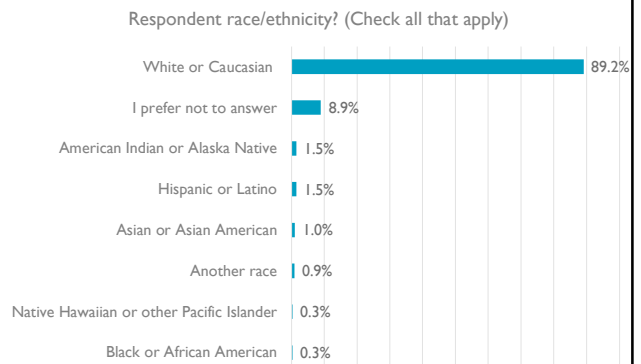 Respondent race/ethnicity? (Check all that apply)
White or Caucasian 89.2%
I prefer not to answer 8.9%
American Indian or Alaska Native 1.5%
Hispanic or Latino 1.5%
Asian or Asian American 1.0%
Another race 0.9%
Native Hawaiian or other Pacific Islander 0.3%
Black or African American 0.3%